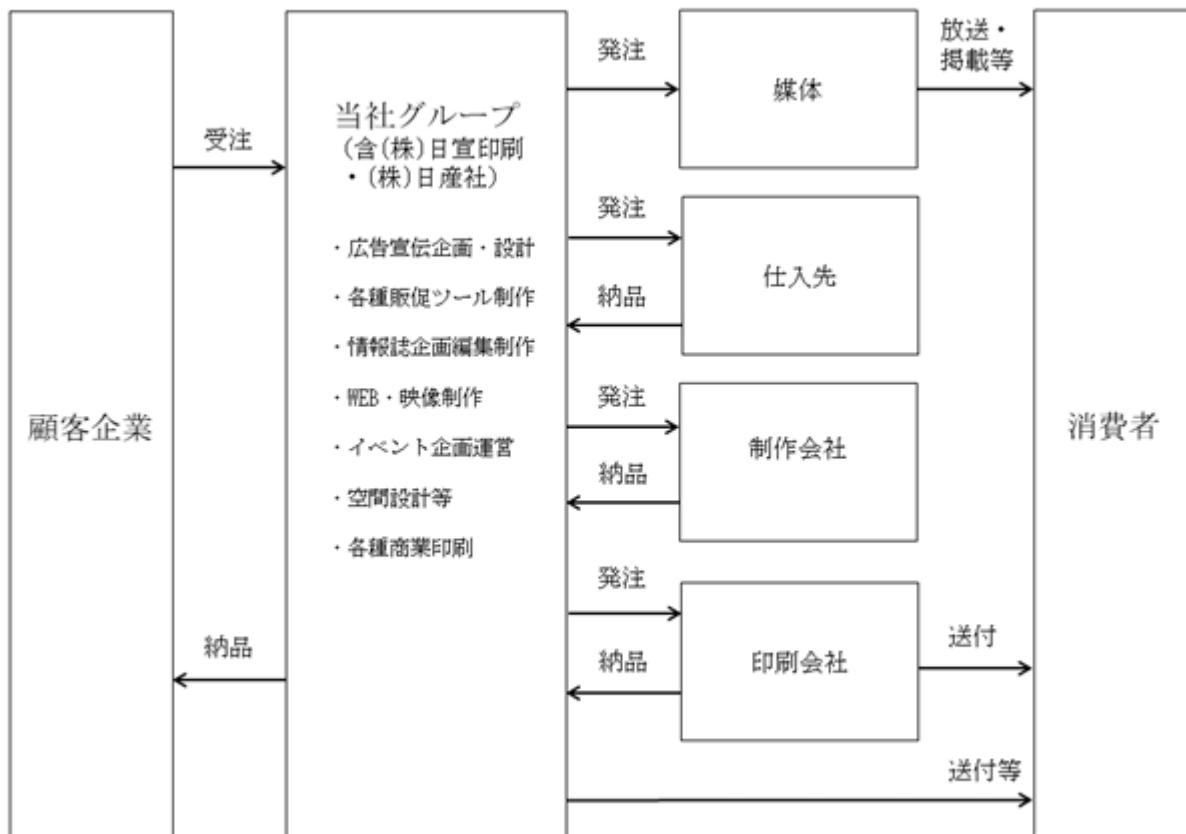 顧客企業
受注
納品
当社グループ
(含(株)日宣印刷
・(株)日産社)
・広告宣伝企画・設計
・各種販促ツール制作
・情報誌企画編集制作
・WEB・映像制作
・イベント企画運営
・空間設計等
・各種商業印刷
発注
媒体
放送・
掲載等
発注
仕入先
納品
発注
制作会社
納品
発注
印刷会社
納品
送付
送付等
消費者